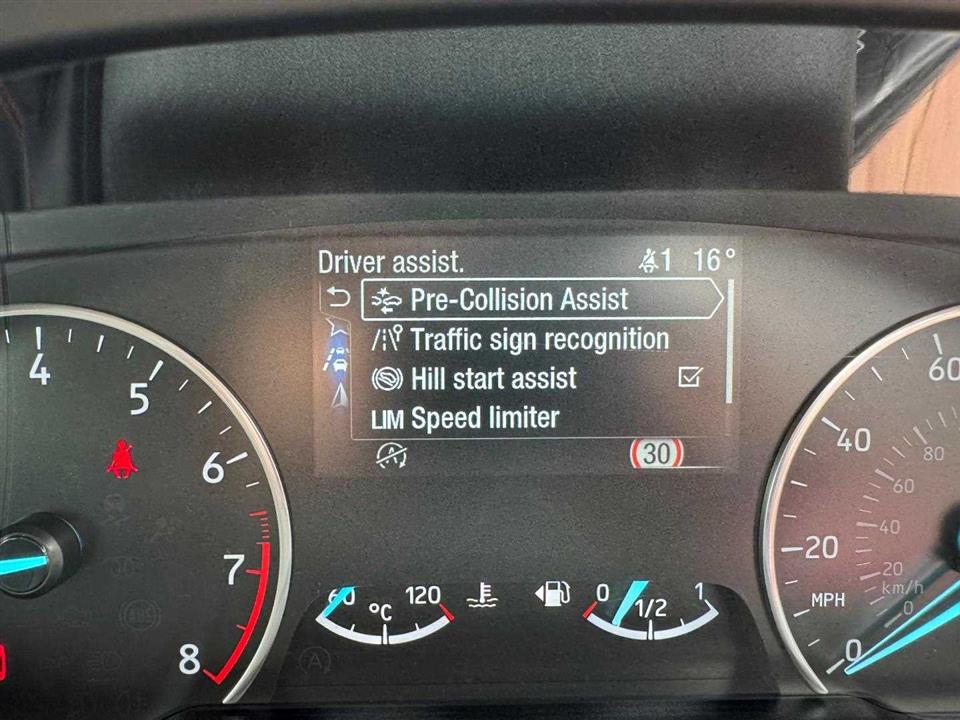 Driver assist. 1 16°
Pre-Collision Assist
Traffic sign recognition
Hill start assist
LIM Speed limiter
30
4
5
6
7
8
60 120
°C
0 1/2 1
60
40
20
0
MPH
80
60
40
20
km/h
0
A